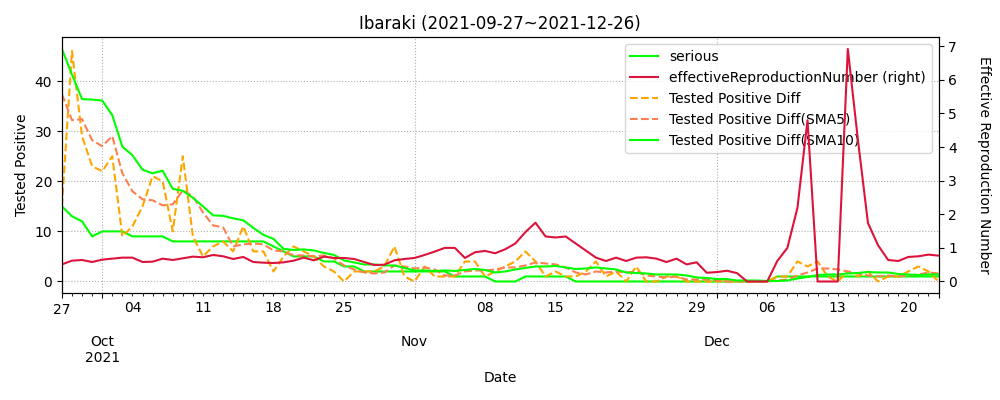 Ibaraki (2021-09-27~2021-12-26)
serious
effectiveReproductionNumber (right)
Tested Positive Diff
Tested Positive Diff(SMA5)
Tested Positive Diff(SMA10)
Tested Positive
40
30
20
10
0
Effective Reproduction Number
7
6
5
4
3
2
1
0
27 04 11 18 25 08 15 22 29 06 13 20
Oct Nov Dec
2021
Date